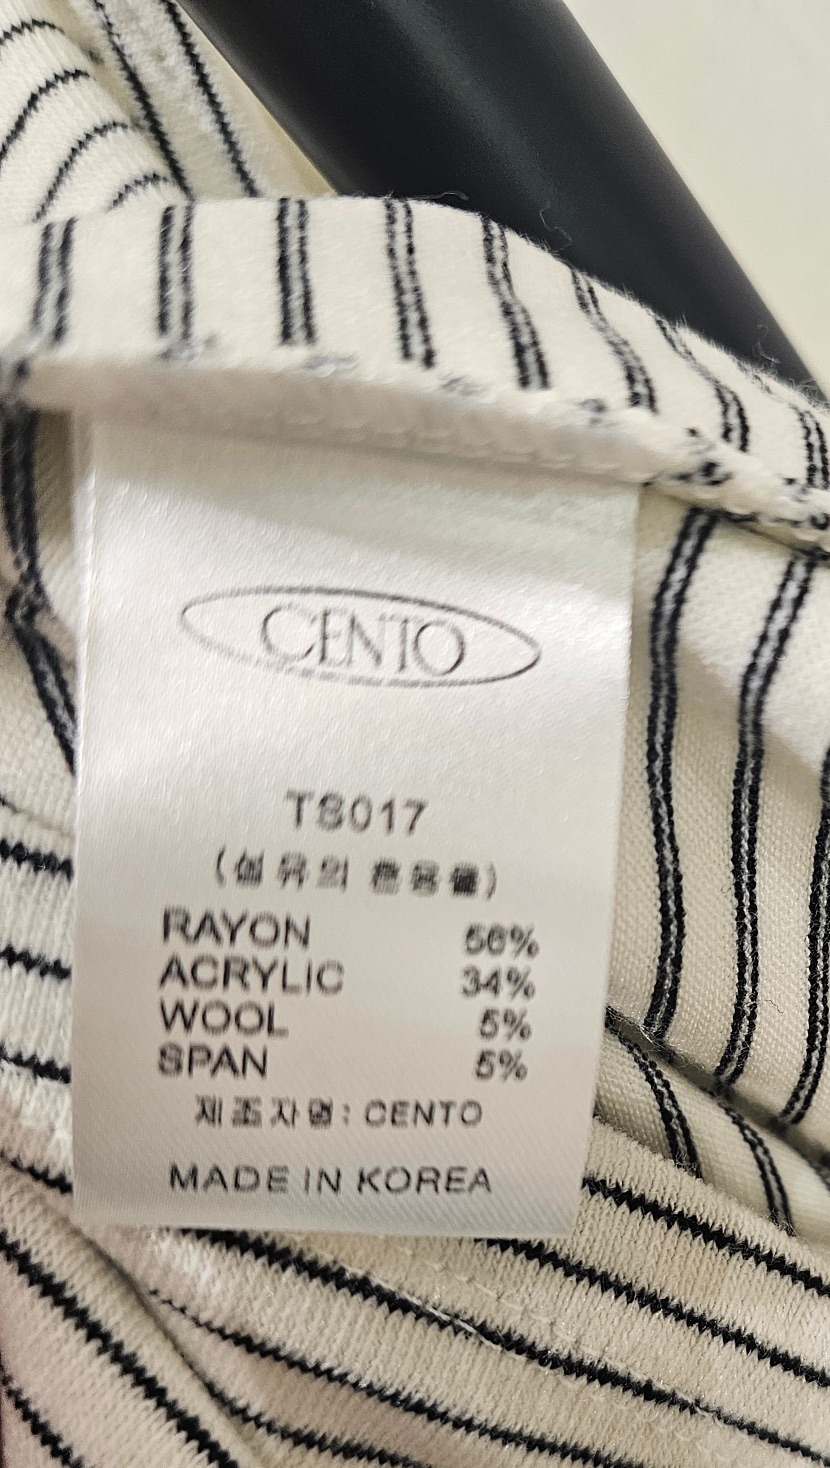 CENTO
TS017
(섬유의 혼용율)
RAYON 56%
ACRYLIC 34%
WOOL 5%
SPAN 5%
제조자명: CENTO
MADE IN KOREA